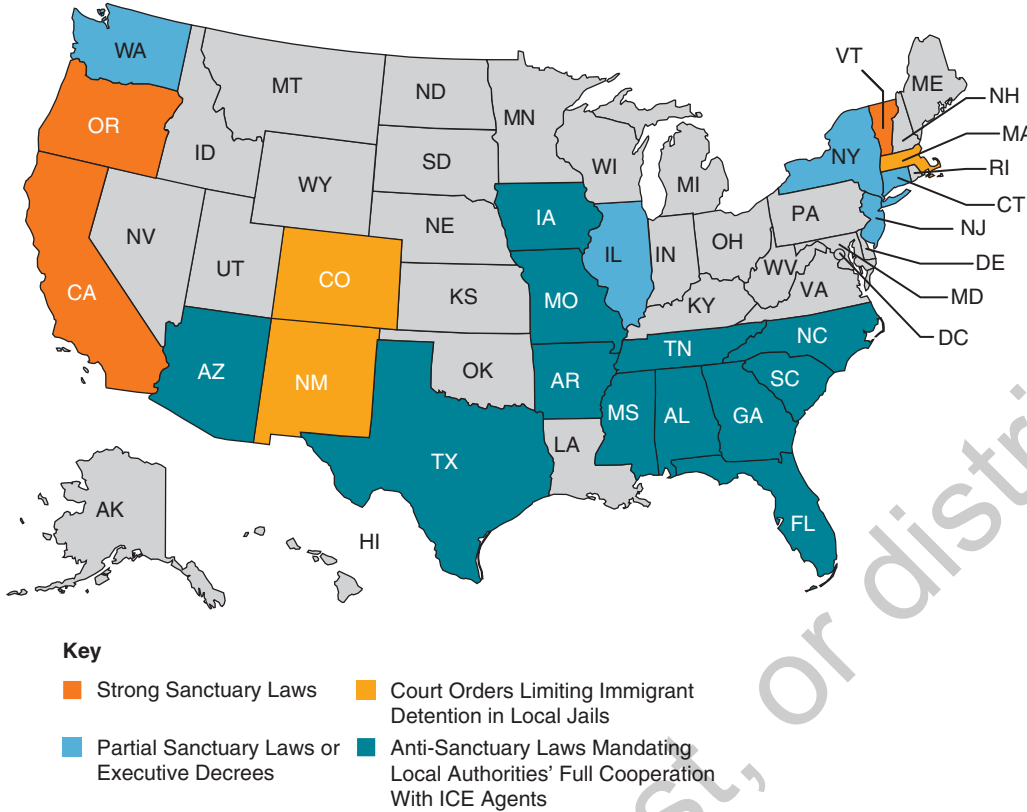 WA
OR
CA
NV
ID
MT
WY
UT
AZ
CO
NM
ND
SD
NE
KS
OK
TX
MN
IA
MO
AR
LA
WI
IL
MI
IN
OH
KY
TN
MS
AL
GA
FL
SC
NC
VA
WV
PA
NY
VT
ME
NH
MA
RI
CT
NJ
DE
MD
DC
AK
HI
Key
Strong Sanctuary Laws
Partial Sanctuary Laws or
Executive Decrees
Court Orders Limiting Immigrant
Detention in Local Jails
Anti-Sanctuary Laws Mandating
Local Authorities' Full Cooperation
With ICE Agents
or